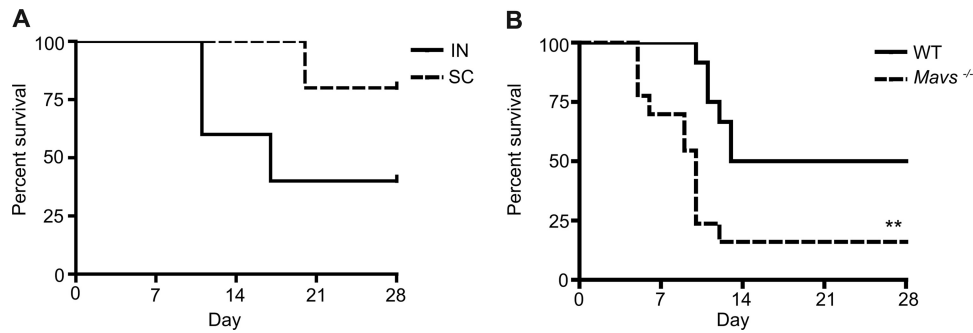 A
Percent survival
100
75
50
25
0
0 7 14 21 28
Day
IN
SC
B
Percent survival
100
75
50
25
0
0 7 14 21 28
Day
WT
Mavs -/-
**